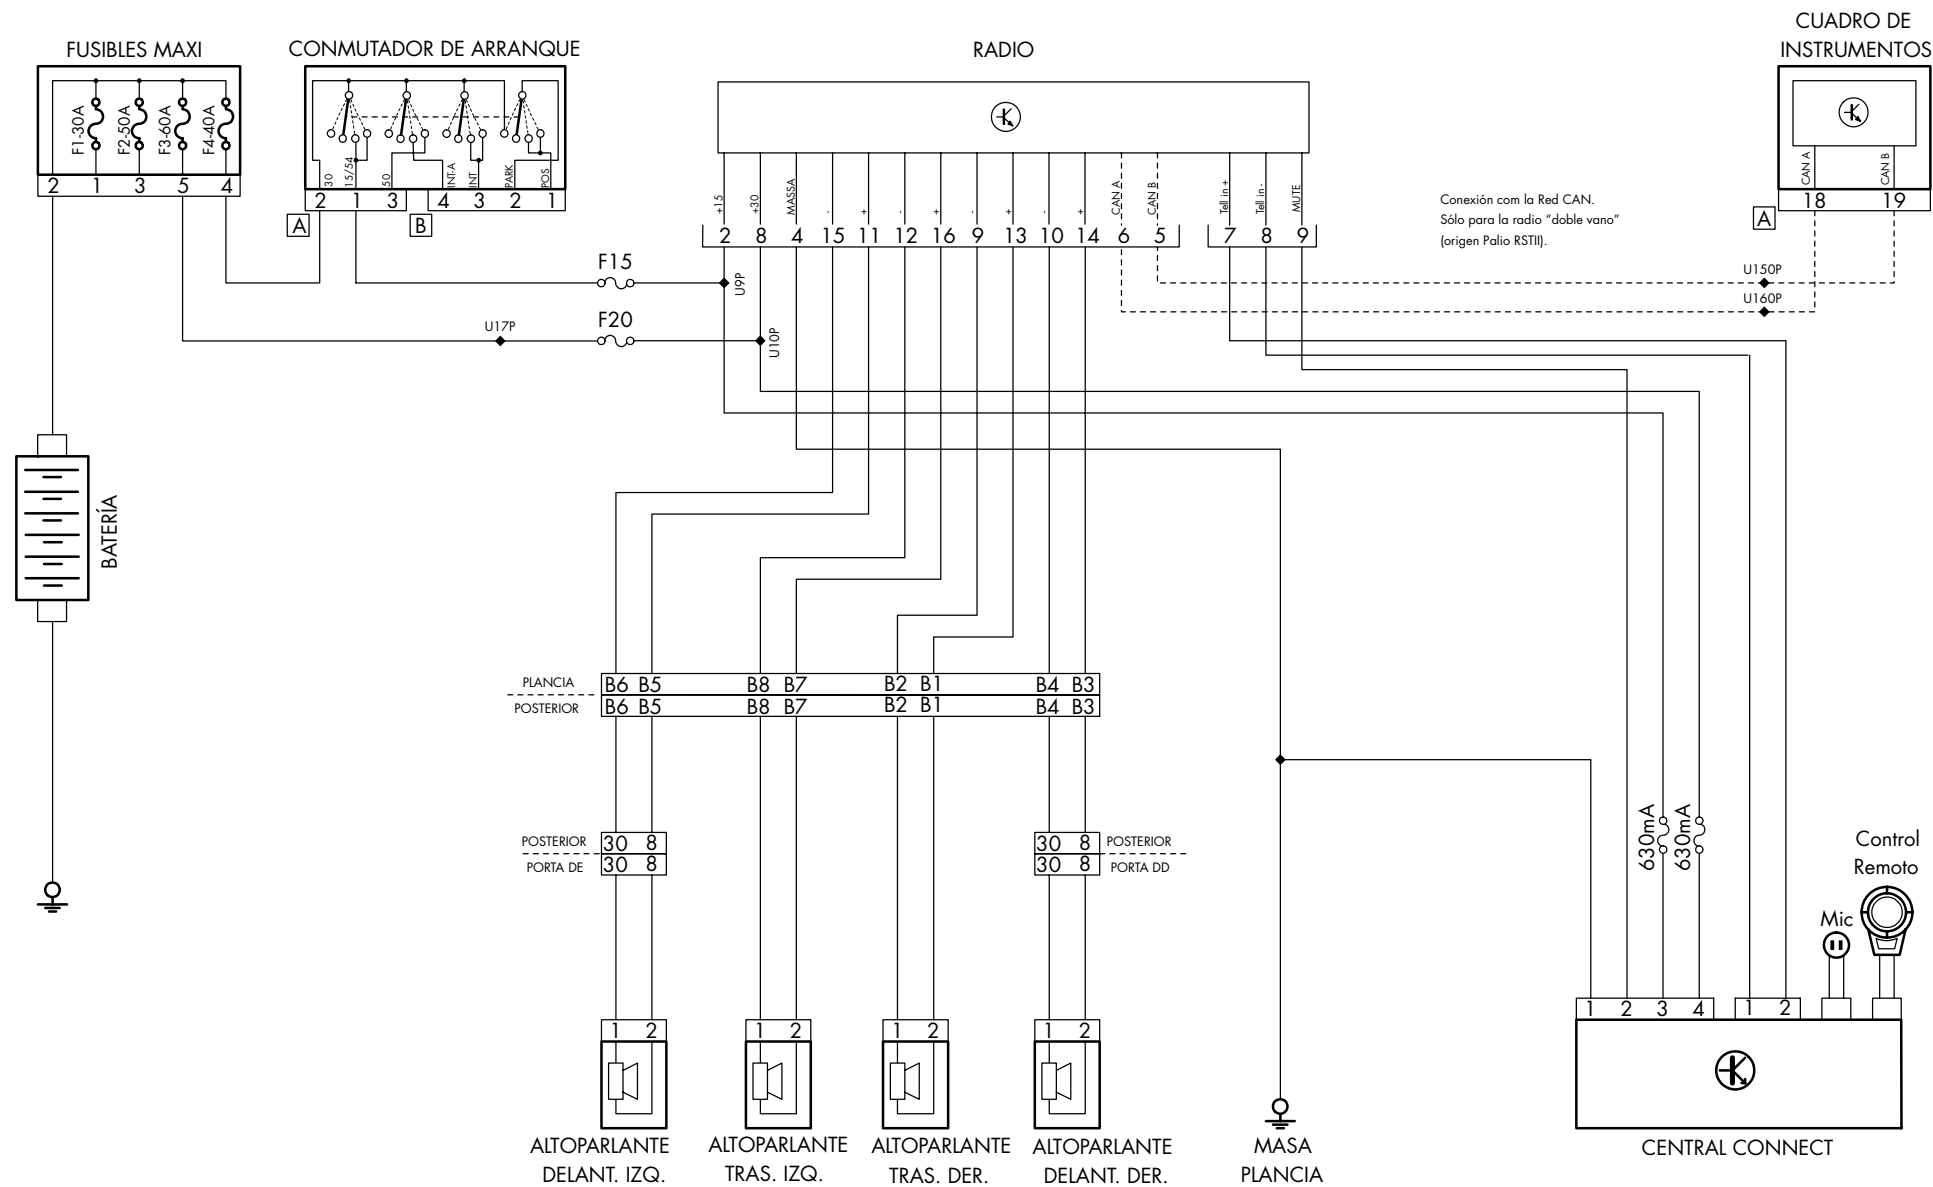 FUSIBLES MAXI
F1-30A
F2-50A
F3-60A
F4-40A
2 1 3 5 4
CONMUTADOR DE ARRANQUE
30
15/54
50
INT-A
INT
PARK
POS
2 1 3 4 3 2 1
A
B
RADIO
+15
+30
MASSA
-
+
-
+
-
+
-
+
CAN A
CAN B
Tell in +
Tell in -
MUTE
2 8 4 15 11 12 16 9 13 10 14 6 5 7 8 9
CUADRO DE
INSTRUMENTOS
CAN A
CAN B
A
18 19
Conexión com la Red CAN.
Sólo para la radio “doble vano”
(origen Palio RSTII).
F15
U9P
U150P
U160P
U17P
F20
U10P
BATERÍA
PLANCIA
B6 B5 B8 B7 B2 B1 B4 B3
POSTERIOR
B6 B5 B8 B7 B2 B1 B4 B3
POSTERIOR
30 8
PORTA DE
30 8
30 8
POSTERIOR
30 8
PORTA DD
630mA
630mA
Control
Remoto
Mic
1 2
1 2
1 2
1 2
1 2 3 4 1 2
ALTOPARLANTE
DELANT. IZQ.
ALTOPARLANTE
TRAS. IZQ.
ALTOPARLANTE
TRAS. DER.
ALTOPARLANTE
DELANT. DER.
MASA
PLANCIA
CENTRAL CONNECT